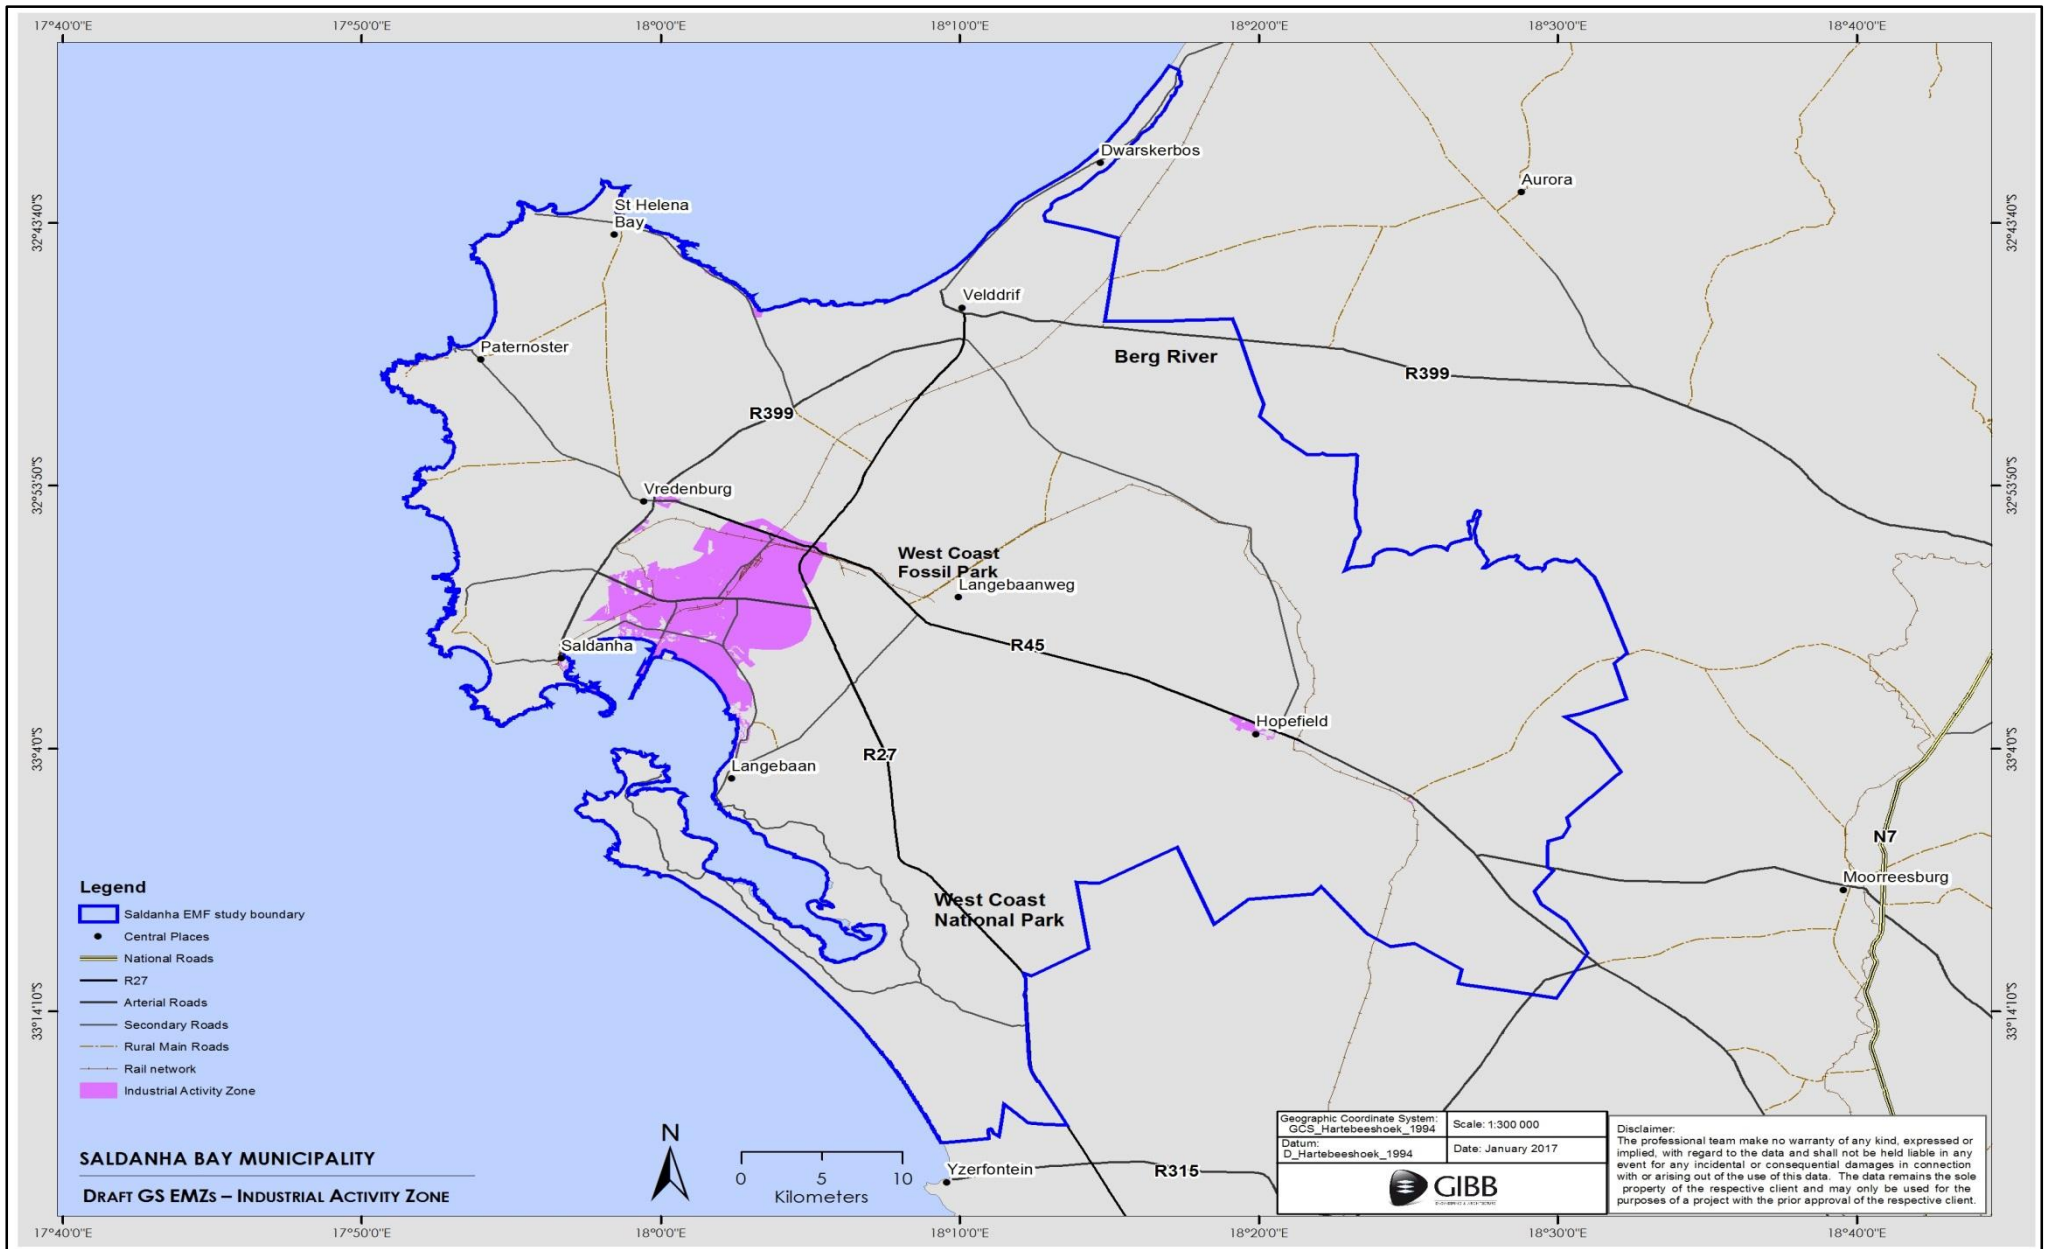 17°40'0"E
17°50'0"E
18°0'0"E
18°10'0"E
18°20'0"E
18°30'0"E
18°40'0"E
Dwarskerbos
Aurora
St Helena
Bay
32°43'40"S
32°43'40"S
Velddrif
Paternoster
Berg River
R399
R399
Vredenburg
32°53'50"S
32°53'50"S
West Coast
Fossil Park
Langebaanweg
Saldanha
R45
Hopefield
33°4'0"S
33°4'0"S
R27
Langebaan
N7
Moorreesburg
West Coast
National Park
33°14'10"S
33°14'10"S
Legend
Saldanha EMF study boundary
Central Places
National Roads
R27
Arterial Roads
Secondary Roads
Rural Main Roads
Rail network
Industrial Activity Zone
SALDANHA BAY MUNICIPALITY
DRAFT GS EMZs – INDUSTRIAL ACTIVITY ZONE
N
0 5 10
Kilometers
Yzerfontein
R315
Geographic Coordinate System:
GCS_Hartebeeshoek_1994
Scale: 1:300 000
Datum:
D_Hartebeeshoek_1994
Date: January 2017
GIBB
Disclaimer:
The professional team make no warranty of any kind, expressed or
implied, with regard to the data and shall not be held liable in any
event for any incidental or consequential damages in connection
with or arising out of the use of this data. The data remains the sole
property of the respective client and may only be used for the
purposes of a project with the prior approval of the respective client.
17°40'0"E
17°50'0"E
18°0'0"E
18°10'0"E
18°20'0"E
18°30'0"E
18°40'0"E